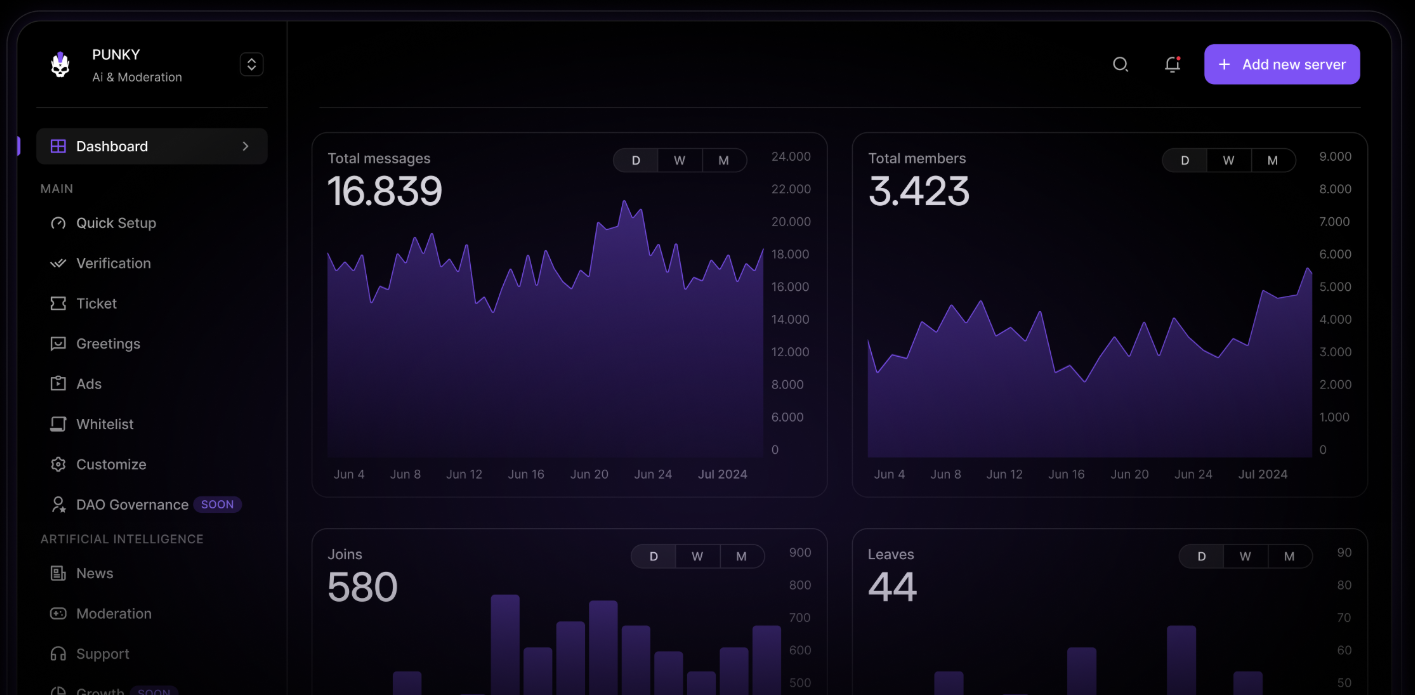 PUNKY
Ai & Moderation
Add new server
Dashboard
MAIN
Quick Setup
Verification
Ticket
Greetings
Ads
Whitelist
Customize
DAO Governance SOON
ARTIFICIAL INTELLIGENCE
News
Moderation
Support
Growth SOON
Total messages
16.839
D W M
24.000
22.000
20.000
18.000
16.000
14.000
12.000
8.000
6.000
0
Jun 4 Jun 8 Jun 12 Jun 16 Jun 20 Jun 24 Jul 2024
Total members
3.423
D W M
9.000
8.000
7.000
6.000
5.000
4.000
3.000
2.000
1.000
0
Jun 4 Jun 8 Jun 12 Jun 16 Jun 20 Jun 24 Jul 2024
Joins
580
D W M
900
800
700
600
500
Leaves
44
D W M
90
80
70
60
50